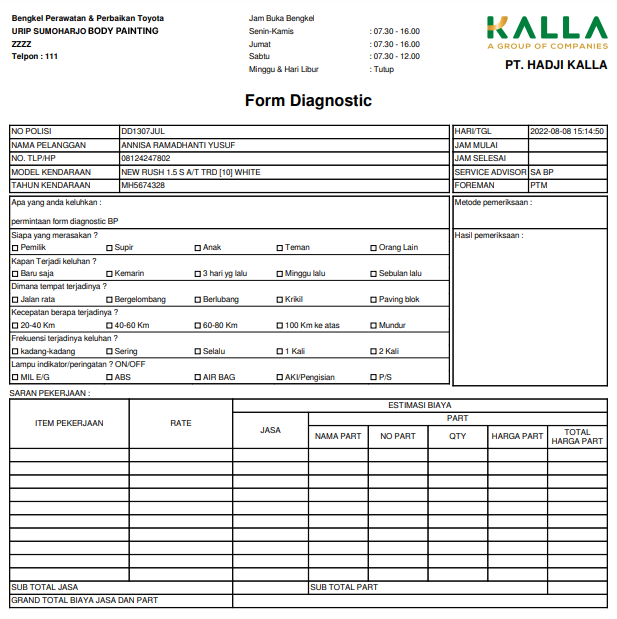 Bengkel Perawatan & Perbaikan Toyota
URIP SUMOHARJO BODY PAINTING
ZZZZ
Telpon : 111
Jam Buka Bengkel
Senin-Kamis : 07.30 - 16.00
Jumat : 07.30 - 16.00
Sabtu : 07.30 - 12.00
Minggu & Hari Libur : Tutup
KALLA
A GROUP OF COMPANIES
PT. HADJI KALLA
Form Diagnostic
NO POLISI DD1307JUL
NAMA PELANGGAN ANNISA RAMADHANTI YUSUF
NO. TLP/HP 08124247802
MODEL KENDARAAN NEW RUSH 1.5 S A/T TRD [10] WHITE
TAHUN KENDARAAN MH5674328
HARI/TGL 2022-08-08 15:14:50
JAM MULAI
JAM SELESAI
SERVICE ADVISOR SA BP
FOREMAN PTM
Apa yang anda keluhkan :
permintaan form diagnostic BP
Siapa yang merasakan ?
Pemilik Supir Anak Teman Orang Lain
Kapan Terjadi keluhan ?
Baru saja Kemarin 3 hari yg lalu Minggu lalu Sebulan lalu
Dimana tempat terjadinya ?
Jalan rata Bergelombang Berlubang Krikil Paving blok
Kecepatan berapa terjadinya ?
20-40 Km 40-60 Km 60-80 Km 100 Km ke atas Mundur
Frekuensi terjadinya keluhan ?
kadang-kadang Sering Selalu 1 Kali 2 Kali
Lampu indikator/peringatan ? ON/OFF
MIL E/G ABS AIR BAG AKI/Pengisian P/S
Metode pemeriksaan :
Hasil pemeriksaan :
SARAN PEKERJAAN :
ITEM PEKERJAAN RATE ESTIMASI BIAYA
JASA PART
NAMA PART NO PART QTY HARGA PART TOTAL HARGA PART
SUB TOTAL JASA SUB TOTAL PART
GRAND TOTAL BIAYA JASA DAN PART